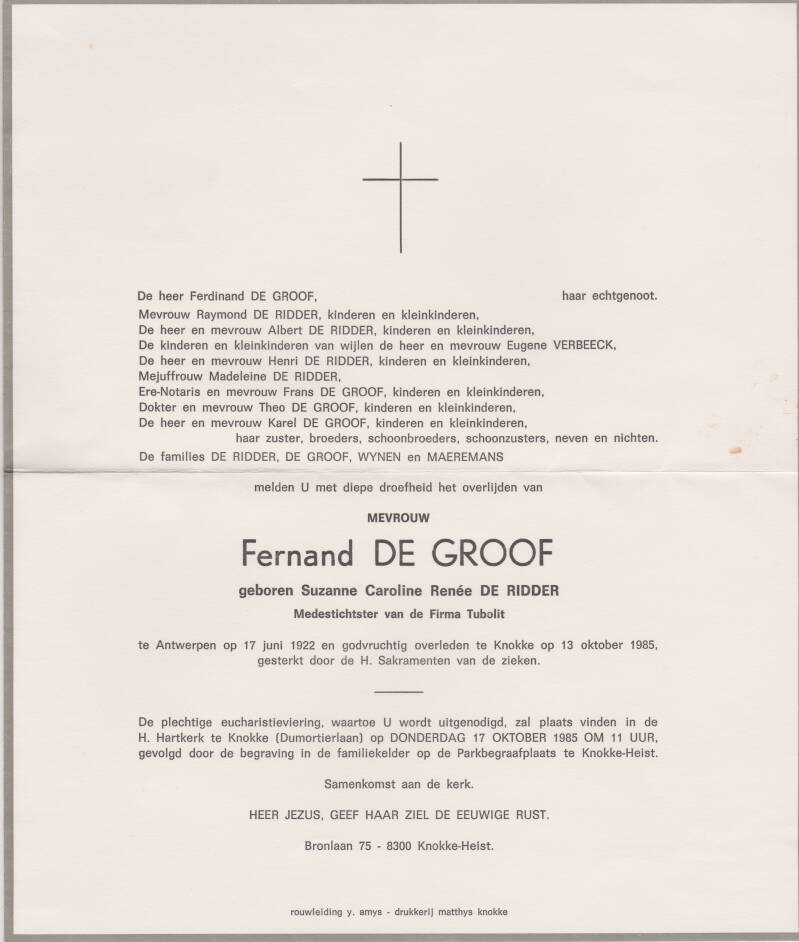 De heer Ferdinand DE GROOF, haar echtgenoot.
Mevrouw Raymond DE RIDDER, kinderen en kleinkinderen,
De heer en mevrouw Albert DE RIDDER, kinderen en kleinkinderen,
De kinderen en kleinkinderen van wijlen de heer en mevrouw Eugene VERBEECK,
De heer en mevrouw Henri DE RIDDER, kinderen en kleinkinderen,
Mejuffrouw Madeleine DE RIDDER,
Ere-Notaris en mevrouw Frans DE GROOF, kinderen en kleinkinderen,
Dokter en mevrouw Theo DE GROOF, kinderen en kleinkinderen,
De heer en mevrouw Karel DE GROOF, kinderen en kleinkinderen,
haar zuster, broeders, schoonbroeders, schoonzusters, neven en nichten.
De families DE RIDDER, DE GROOF, WYNEN en MAEREMANS
melden U met diepe droefheid het overlijden van
MEVROUW
Fernand DE GROOF
geboren Suzanne Caroline Renée DE RIDDER
Medestichtster van de Firma Tubolit
te Antwerpen op 17 juni 1922 en godvruchtig overleden te Knokke op 13 oktober 1985,
gesterkt door de H. Sakramenten van de zieken.
De plechtige eucharistieviering, waartoe U wordt uitgenodigd, zal plaats vinden in de
H. Hartkerk te Knokke (Dumortierlaan) op DONDERDAG 17 OKTOBER 1985 OM 11 UUR,
gevolgd door de begraving in de familiekelder op de Parkbegraafplaats te Knokke-Heist.
Samenkomst aan de kerk.
HEER JEZUS, GEEF HAAR ZIEL DE EEUWIGE RUST.
Bronlaan 75 - 8300 Knokke-Heist.
rouwleiding y. amys - drukkerij matthys knokke